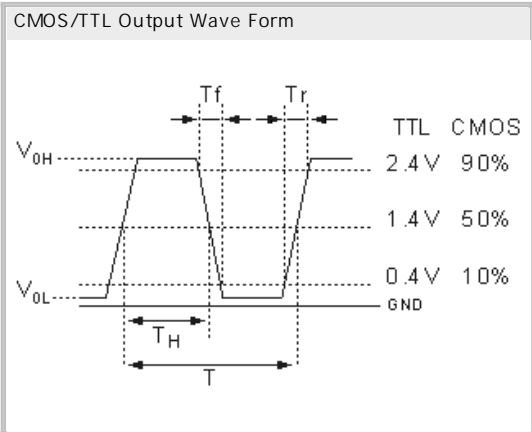 CMOS/TTL Output Wave Form
Tf Tr
TTL CMOS
V0H 2.4V 90%
1.4V 50%
0.4V 10%
V0L GND
TH
T